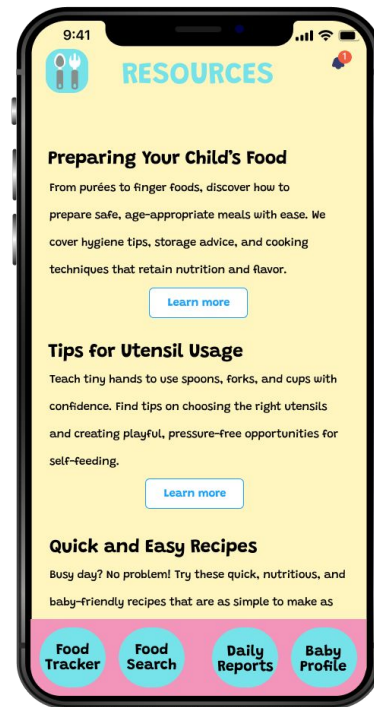 9:41
RESOURCES
1
Preparing Your Child's Food
From purées to finger foods, discover how to
prepare safe, age-appropriate meals with ease. We
cover hygiene tips, storage advice, and cooking
techniques that retain nutrition and flavor.
Learn more
Tips for Utensil Usage
Teach tiny hands to use spoons, forks, and cups with
confidence. Find tips on choosing the right utensils
and creating playful, pressure-free opportunities for
self-feeding.
Learn more
Quick and Easy Recipes
Busy day? No problem! Try these quick, nutritious, and
baby-friendly recipes that are as simple to make as
Food
Tracker
Food
Search
Daily
Reports
Baby
Profile